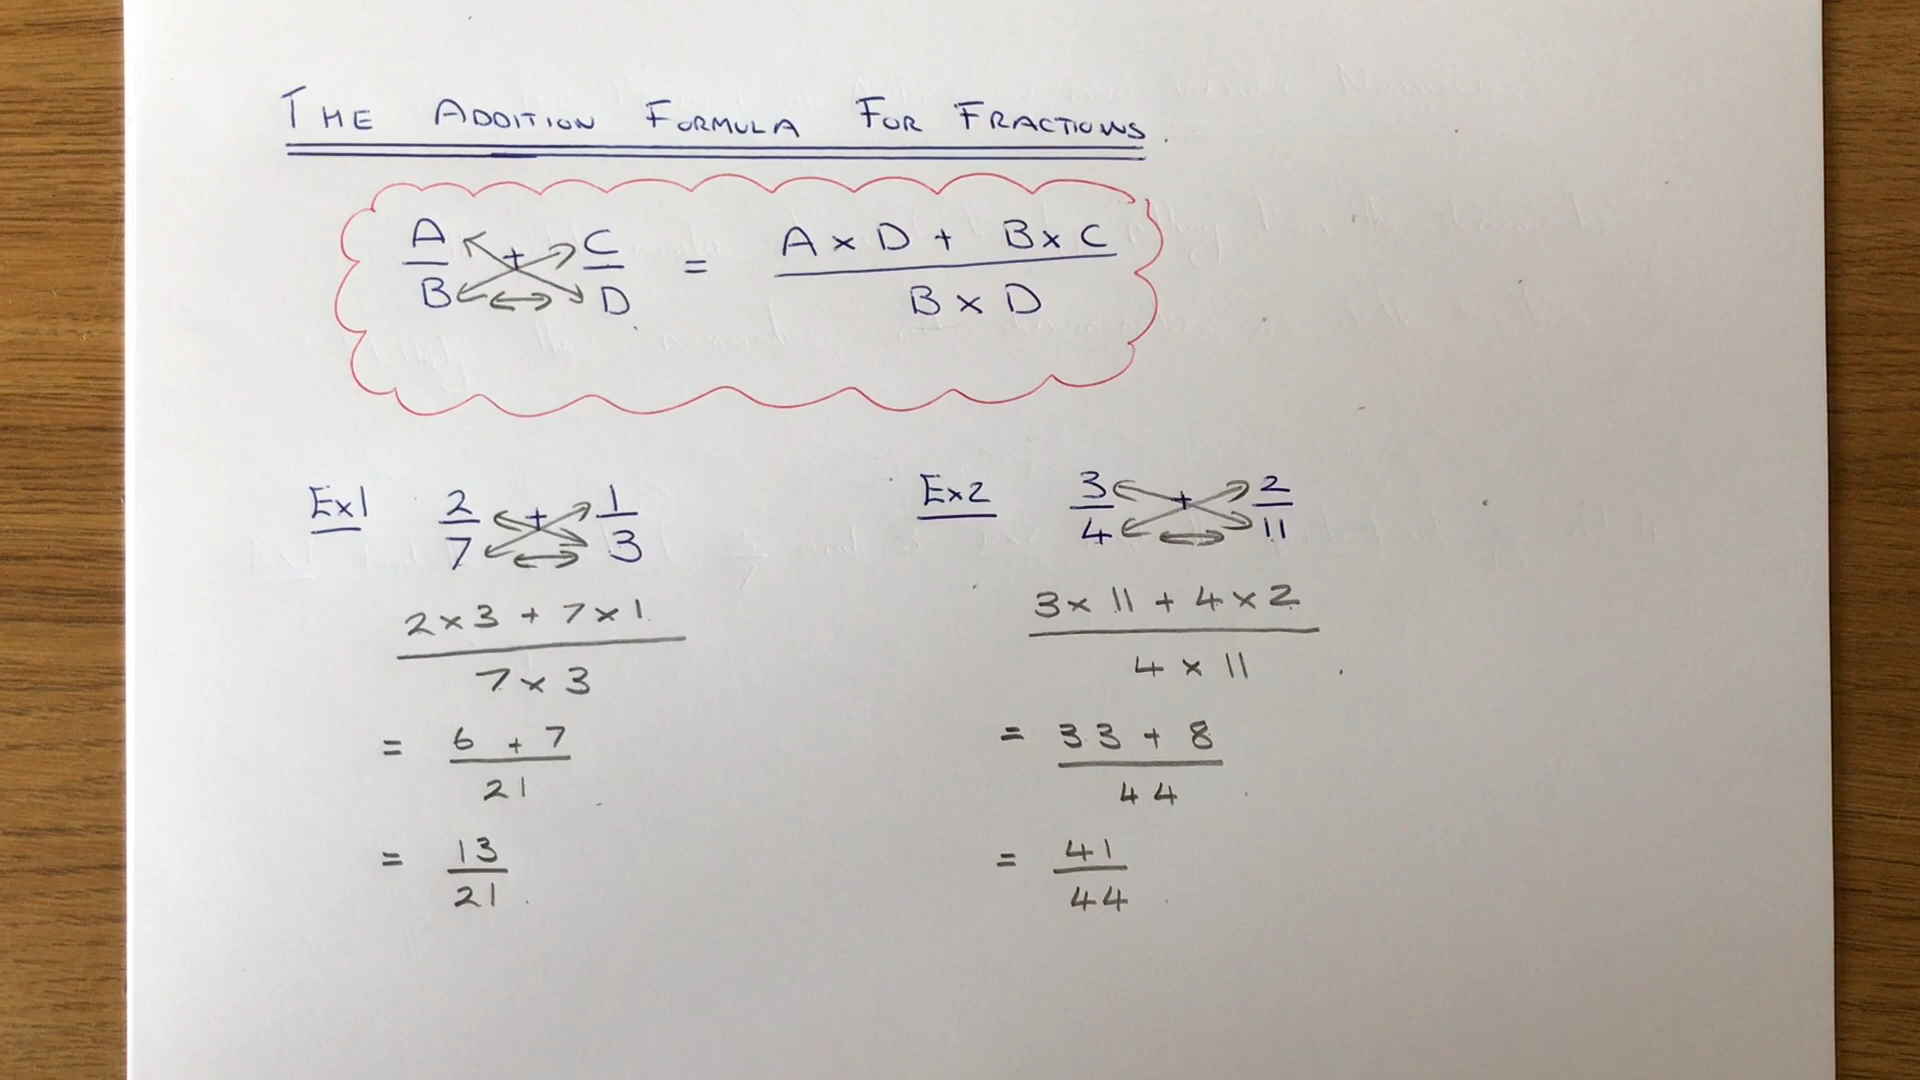 THE ADDITION FORMULA FOR FRACTIONS.
A/B + C/D = A × D + B × C / B × D
Ex1 2/7 + 1/3
2 × 3 + 7 × 1 / 7 × 3
= 6 + 7 / 21
= 13/21.
Ex2 3/4 + 2/11
3 × 11 + 4 × 2 / 4 × 11
= 33 + 8 / 44
= 41/44